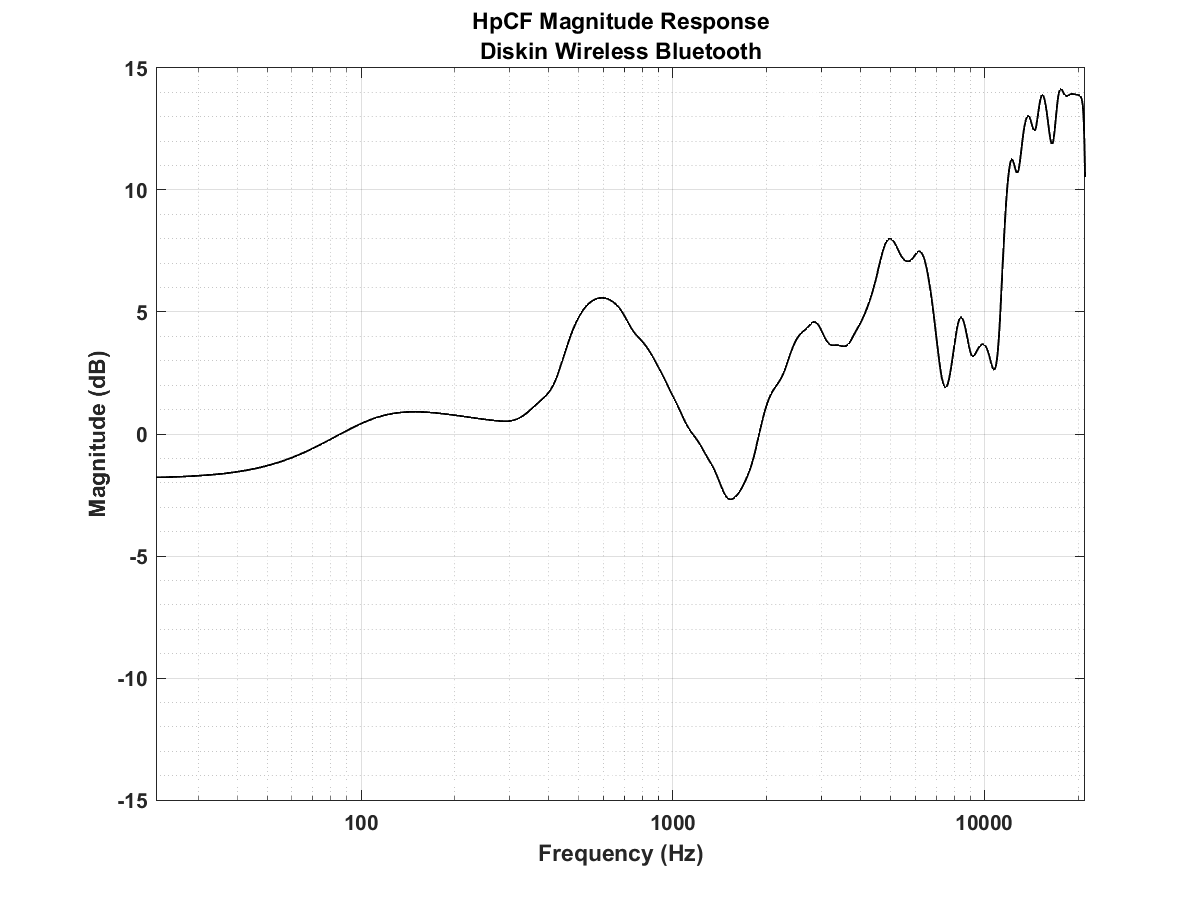 HpCF Magnitude Response
Diskin Wireless Bluetooth
15
10
5
0
-5
-10
-15
Magnitude (dB)
100
1000
10000
Frequency (Hz)